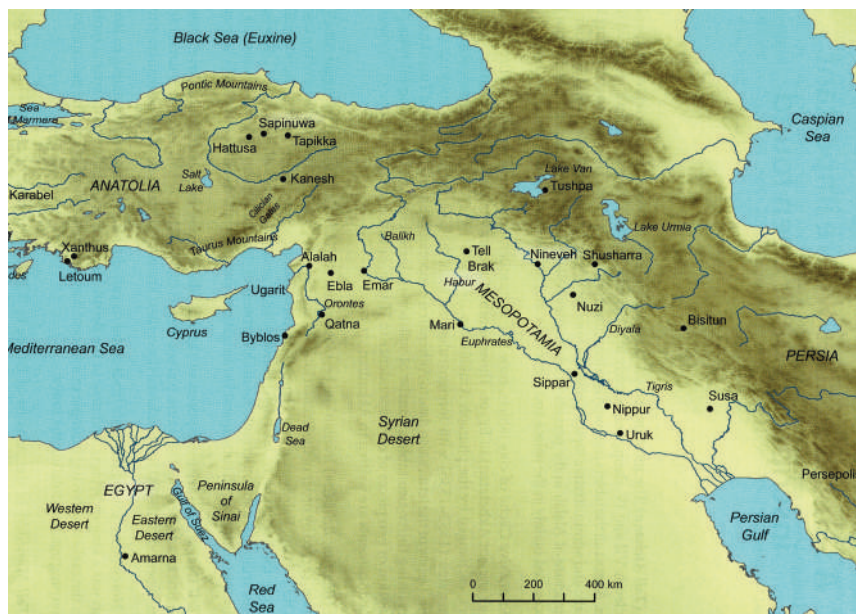 Black Sea (Euxine)
Pontic Mountains
Caspian
Sea
Sea
of Marmara
Sapinuwa
Hattusa
Tapikka
Salt
Lake
Kanesh
ANATOLIA
Karabel
Cilician
Gates
Lake Van
Tushpa
Lake Urmia
Taurus Mountains
Xanthus
Letoum
Alalah
Balikh
Tell
Brak
Nineveh
Shusharra
Ebla
Emar
Habur
MESOPOTAMIA
Ugarit
Orontes
Qatna
Nuzi
Cyprus
Mari
Diyala
Bisitun
Byblos
Euphrates
Mediterranean Sea
PERSIA
Sippar
Tigris
Susa
Nippur
Syrian
Desert
Dead
Sea
Uruk
Persepolis
EGYPT
Peninsula
of
Sinai
Western
Desert
Eastern
Desert
Gulf of Suez
Persian
Gulf
Amarna
Red
Sea
0 200 400 km